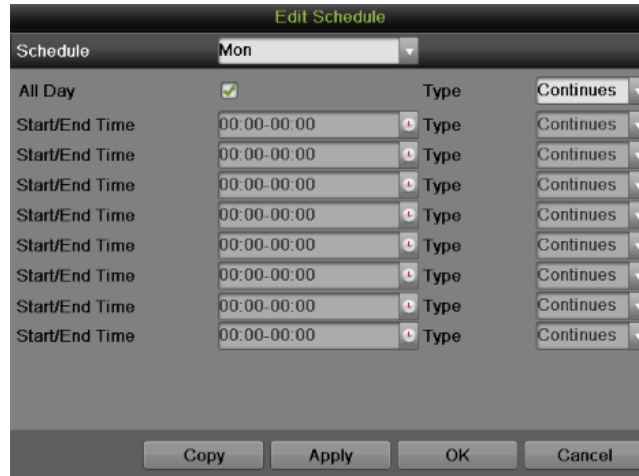 Edit Schedule
Schedule Mon
All Day Type Continues
Start/End Time 00:00-00:00 Type Continues
Start/End Time 00:00-00:00 Type Continues
Start/End Time 00:00-00:00 Type Continues
Start/End Time 00:00-00:00 Type Continues
Start/End Time 00:00-00:00 Type Continues
Start/End Time 00:00-00:00 Type Continues
Start/End Time 00:00-00:00 Type Continues
Start/End Time 00:00-00:00 Type Continues
Copy Apply OK Cancel